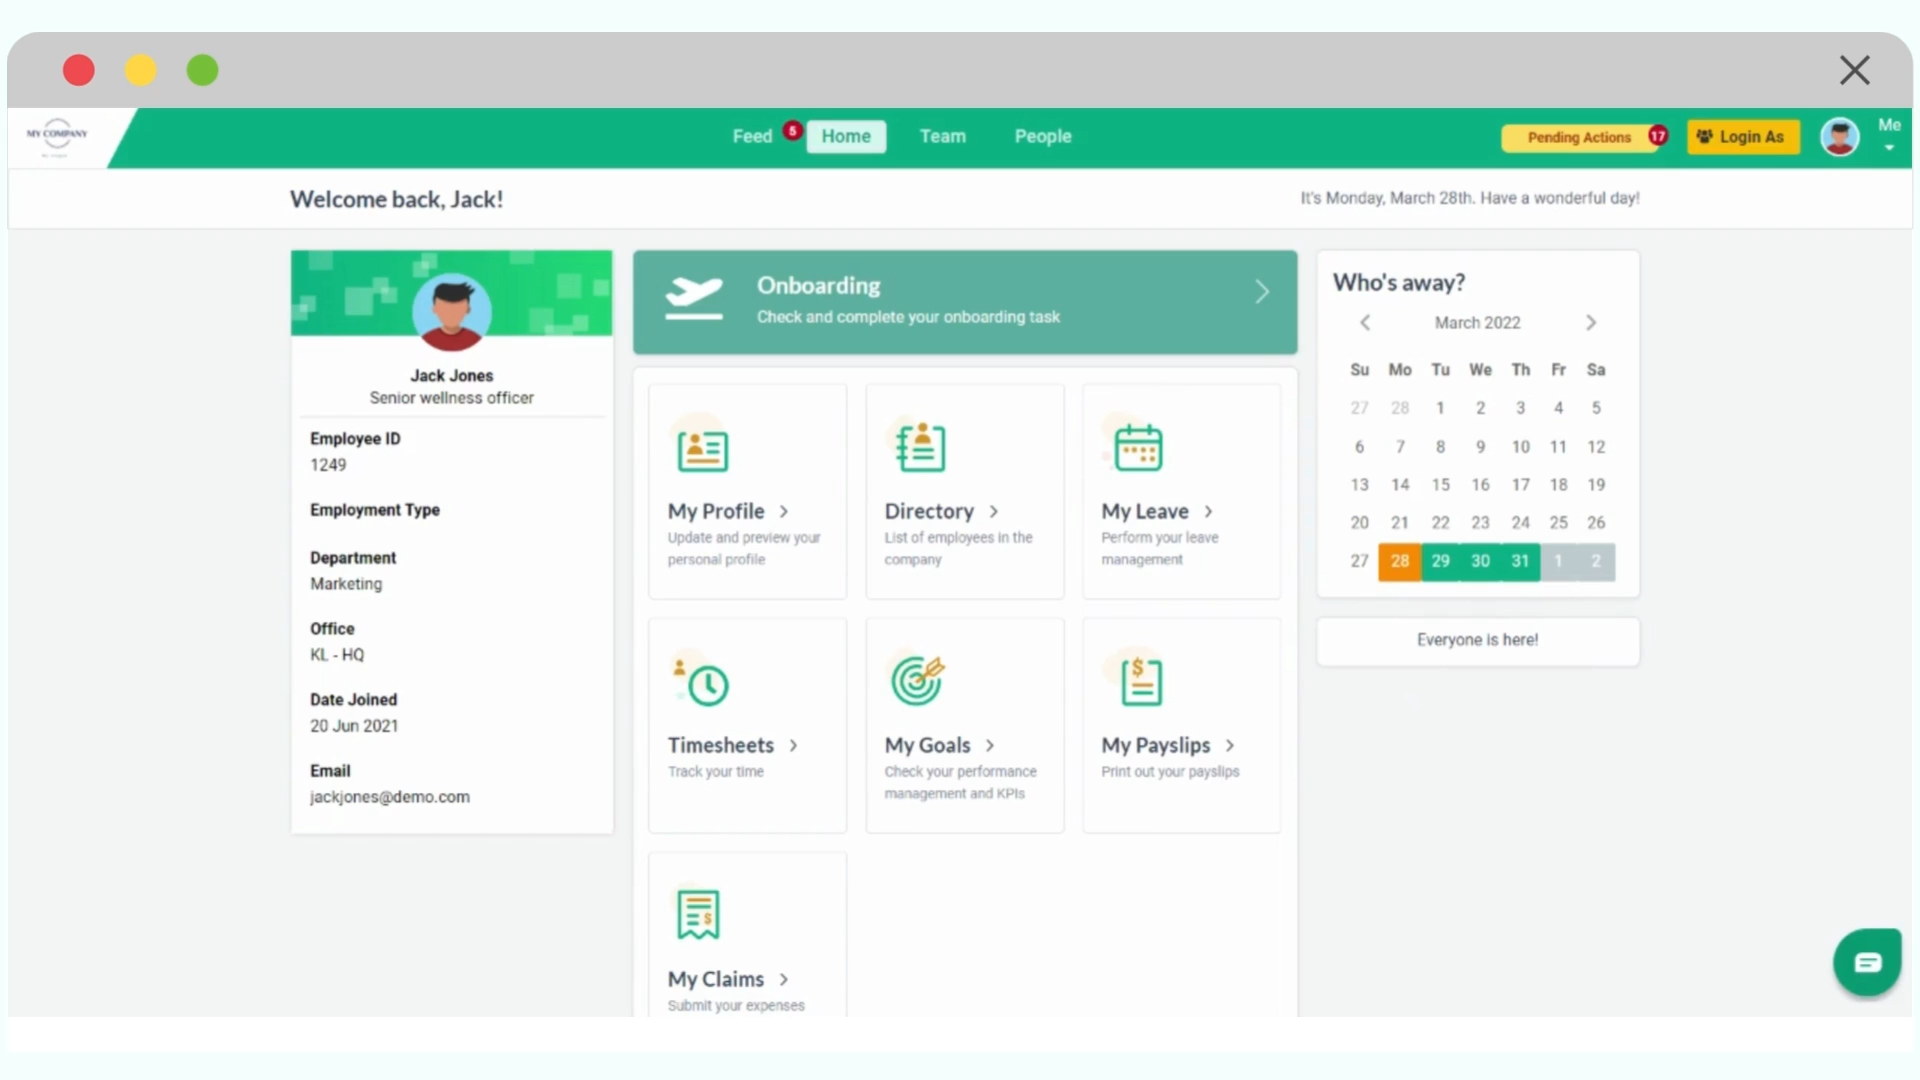 MY COMPANY
Feed 5 Home Team People
Pending Actions 17
Login As
Me
Welcome back, Jack!
It's Monday, March 28th. Have a wonderful day!
Jack Jones
Senior wellness officer
Employee ID
1249
Employment Type
Department
Marketing
Office
KL - HQ
Date Joined
20 Jun 2021
Email
jackjones@demo.com
Onboarding
Check and complete your onboarding task
My Profile
Update and preview your
personal profile
Directory
List of employees in the
company
My Leave
Perform your leave
management
Timesheets
Track your time
My Goals
Check your performance
management and KPIs
My Payslips
Print out your payslips
My Claims
Submit your expenses
Who's away?
March 2022
Su Mo Tu We Th Fr Sa
27 28 1 2 3 4 5
6 7 8 9 10 11 12
13 14 15 16 17 18 19
20 21 22 23 24 25 26
27 28 29 30 31 1 2
Everyone is here!